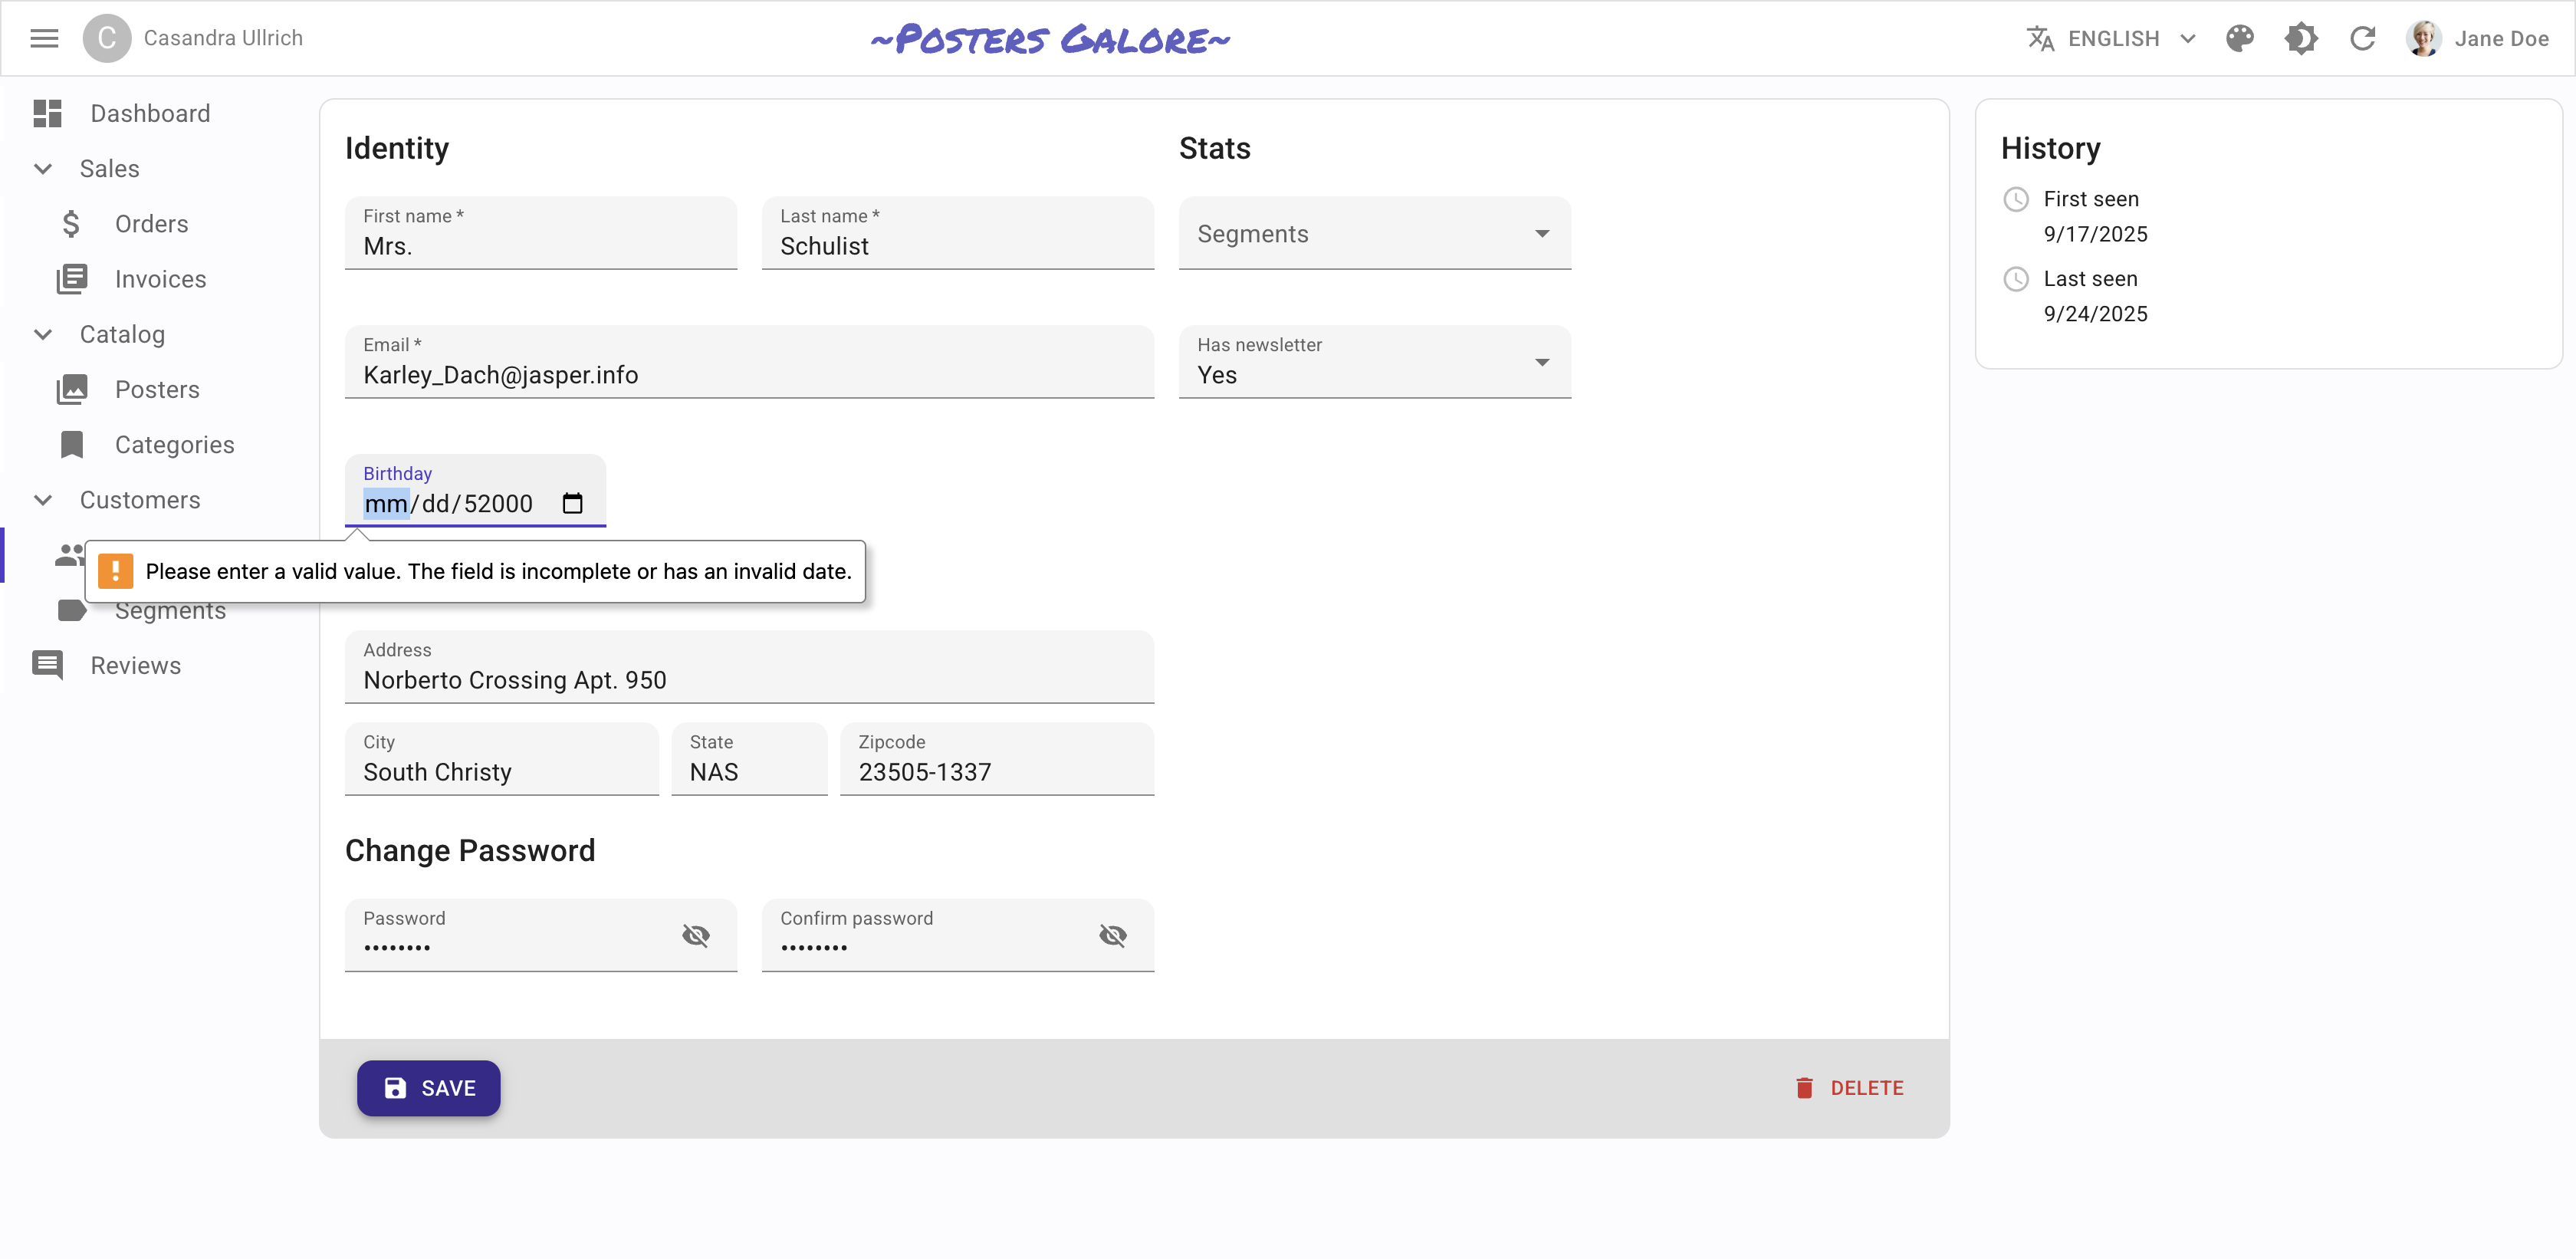 C Casandra Ullrich
~Posters Galore~
ENGLISH
Jane Doe
Dashboard
Sales
Orders
Invoices
Catalog
Posters
Categories
Customers
Segments
Reviews
Identity
First name *
Mrs.
Last name *
Schulist
Email *
Karley_Dach@jasper.info
Birthday
mm/dd/52000
Please enter a valid value. The field is incomplete or has an invalid date.
Address
Norberto Crossing Apt. 950
City
South Christy
State
NAS
Zipcode
23505-1337
Change Password
Password
••••••••
Confirm password
••••••••
Stats
Segments
Has newsletter
Yes
SAVE
DELETE
History
First seen
9/17/2025
Last seen
9/24/2025